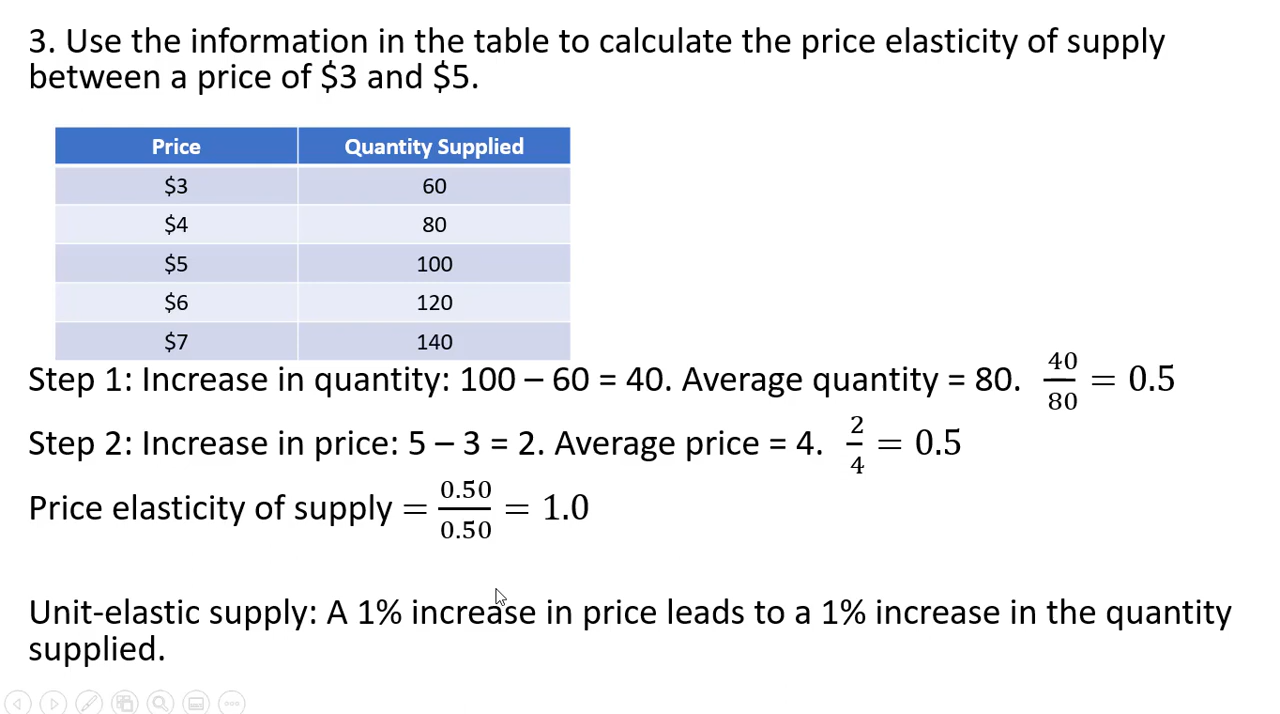 3. Use the information in the table to calculate the price elasticity of supply
between a price of $3 and $5.
Price Quantity Supplied
$3 60
$4 80
$5 100
$6 120
$7 140
Step 1: Increase in quantity: 100 – 60 = 40. Average quantity = 80. 40/80 = 0.5
Step 2: Increase in price: 5 – 3 = 2. Average price = 4. 2/4 = 0.5
Price elasticity of supply = 0.50/0.50 = 1.0
Unit-elastic supply: A 1% increase in price leads to a 1% increase in the quantity
supplied.